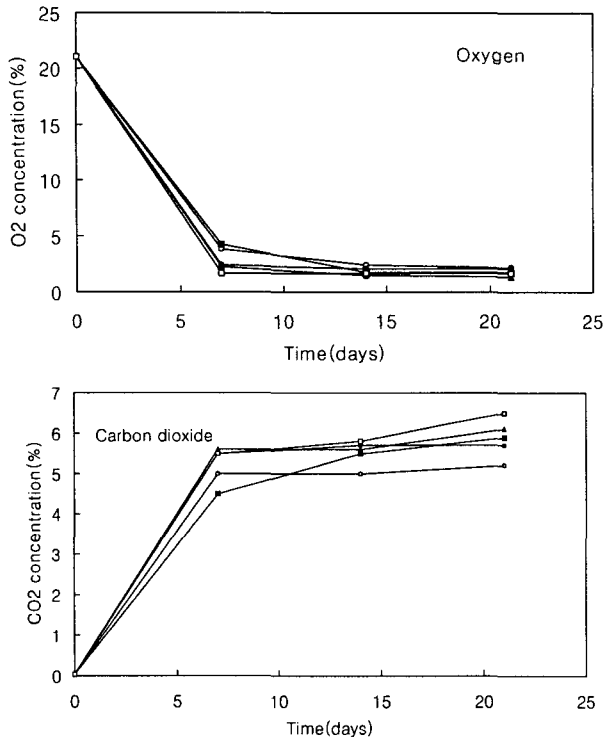 25
20
15
10
5
0
O2 concentration(%)
Oxygen
0 5 10 15 20 25
Time(days)
7
6
5
4
3
2
1
0
CO2 concentration(%)
Carbon dioxide
0 5 10 15 20 25
Time(days)